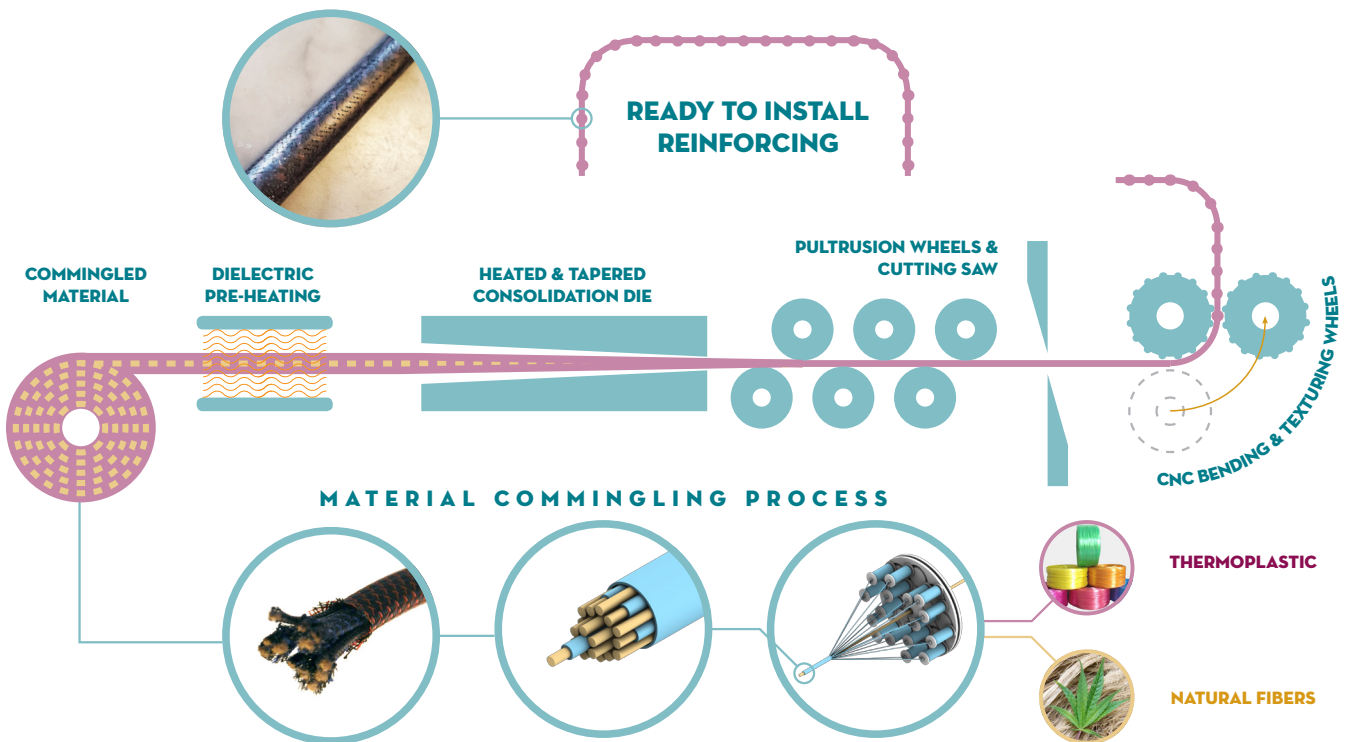 READY TO INSTALL
REINFORCING
COMMINGLED
MATERIAL
DIELECTRIC
PRE-HEATING
HEATED & TAPERED
CONSOLIDATION DIE
PULTRUSION WHEELS &
CUTTING SAW
CNC BENDING & TEXTURING WHEELS
MATERIAL COMMINGLING PROCESS
THERMOPLASTIC
NATURAL FIBERS